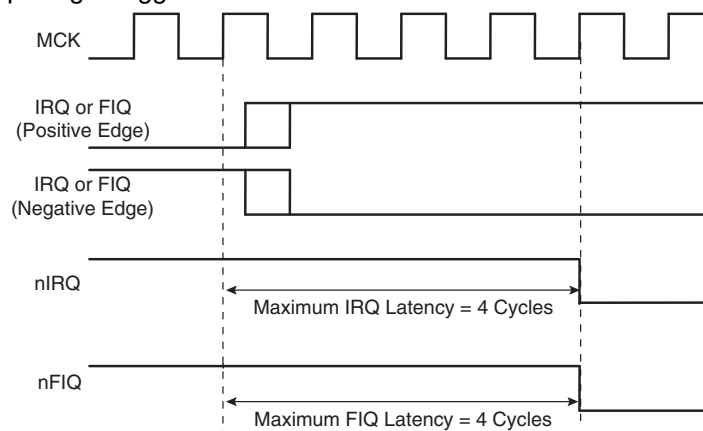 MCK
IRQ or FIQ
(Positive Edge)
IRQ or FIQ
(Negative Edge)
nIRQ
Maximum IRQ Latency = 4 Cycles
nFIQ
Maximum FIQ Latency = 4 Cycles